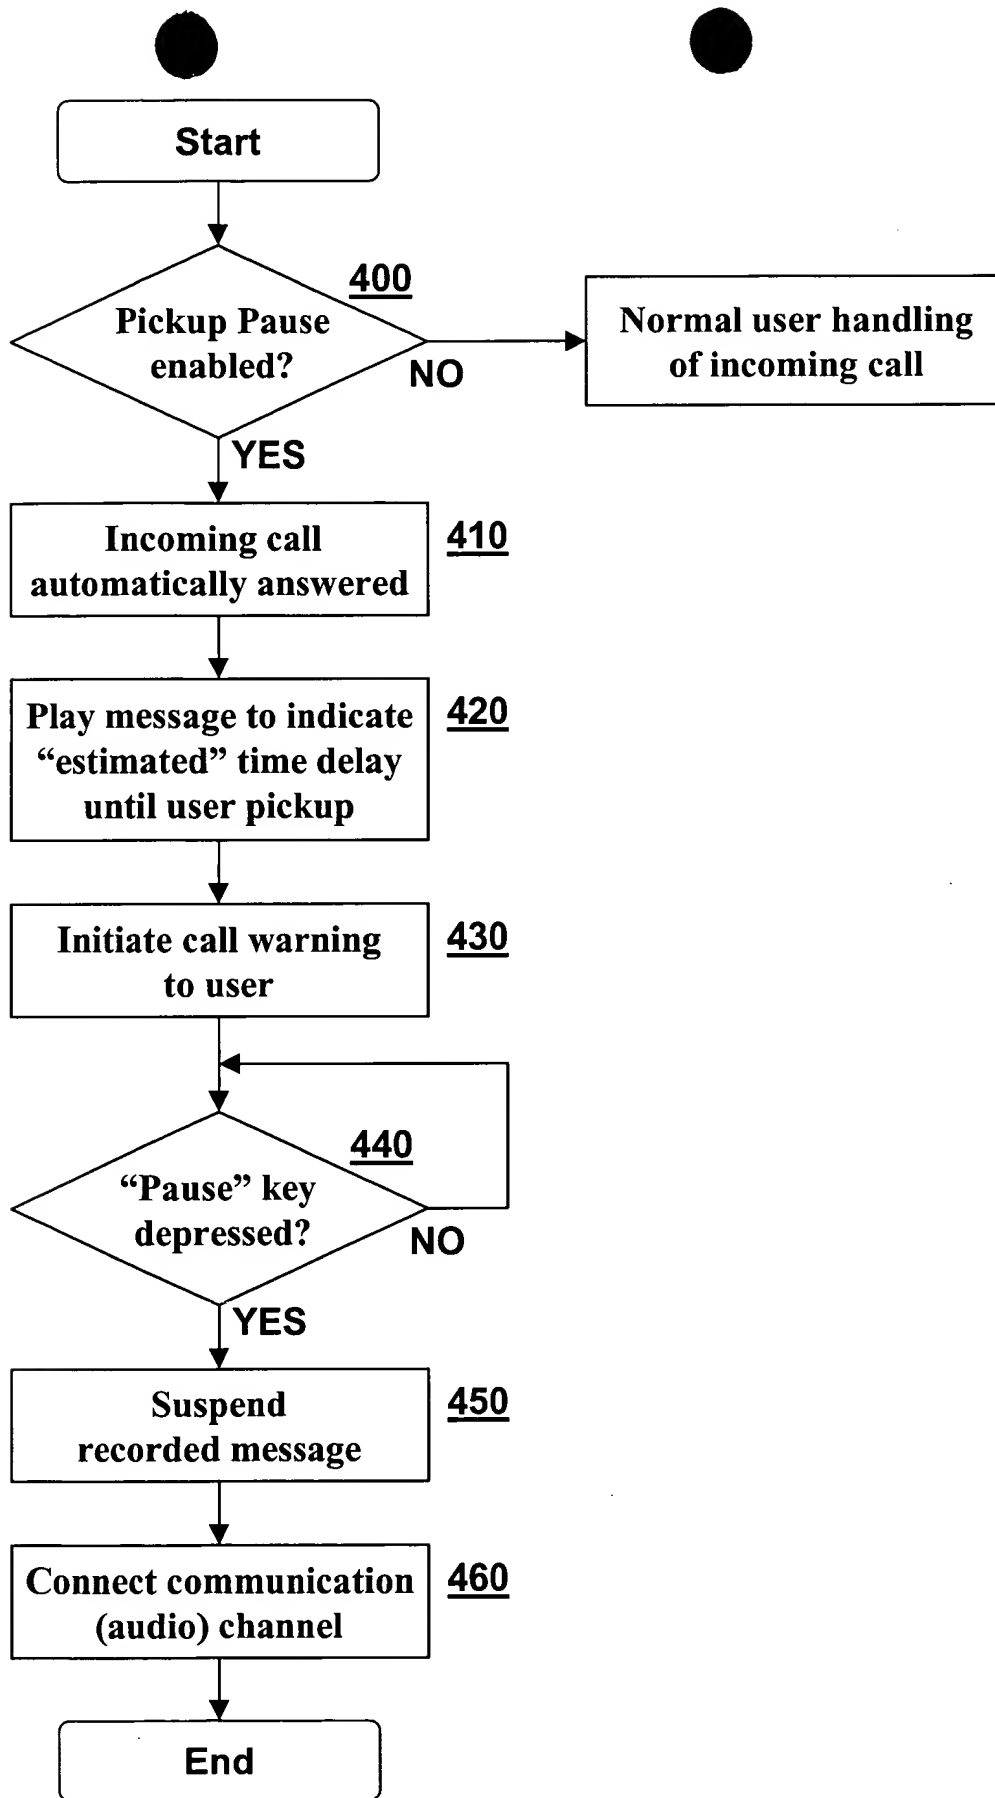 Start
400
Pickup Pause
enabled?
NO
Normal user handling
of incoming call
YES
Incoming call
automatically answered
410
Play message to indicate
“estimated” time delay
until user pickup
420
Initiate call warning
to user
430
440
“Pause” key
depressed?
NO
YES
Suspend
recorded message
450
Connect communication
(audio) channel
460
End